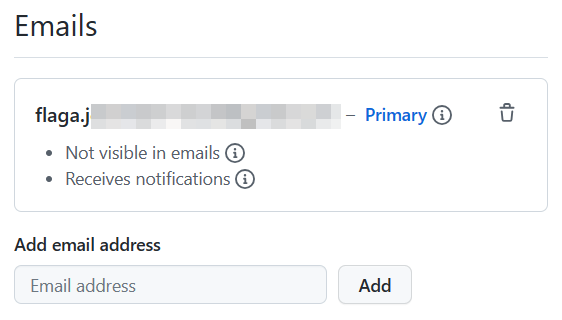 Emails
flaga.j – Primary
Not visible in emails
Receives notifications
Add email address
Email address Add